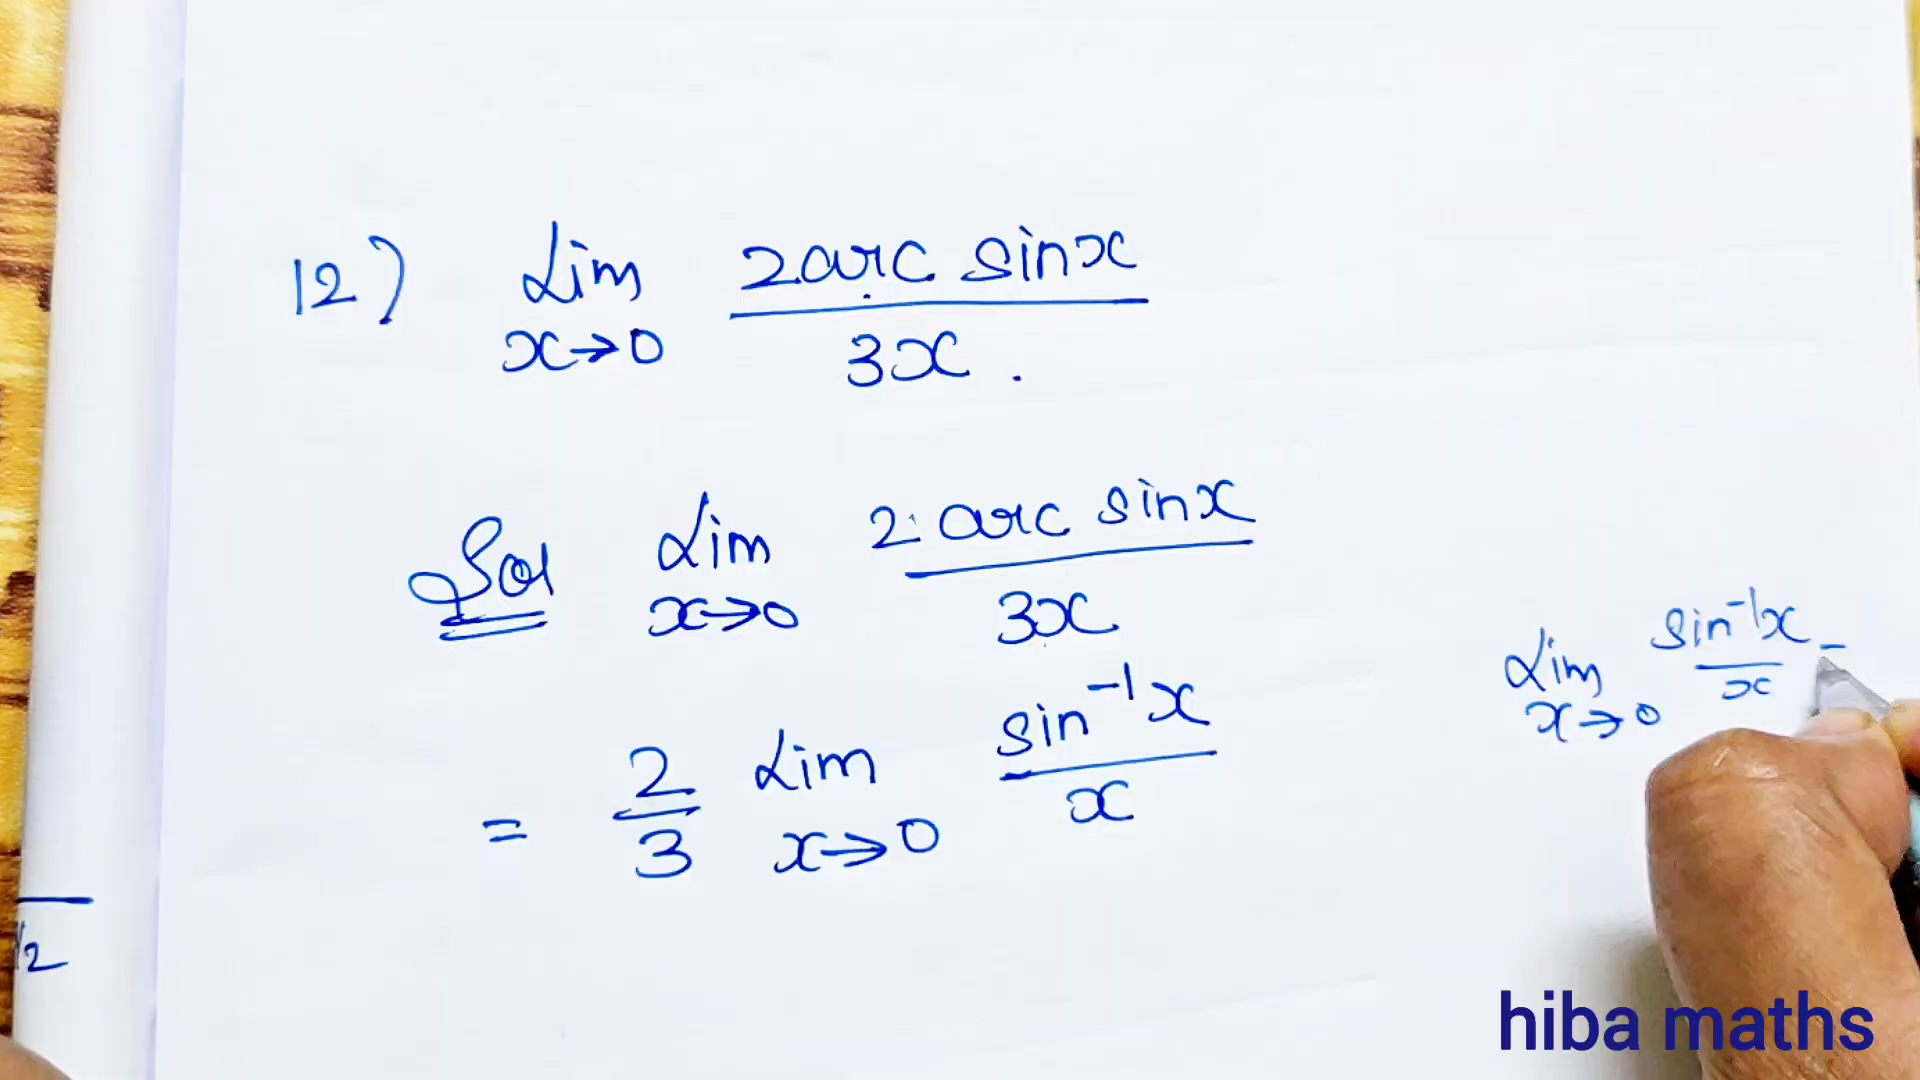 12) Lim 2arc sinx
x→0 3x .
Sol Lim 2. arc sinx
x→0 3x
= 2/3 Lim sin⁻¹x
x→0 x
Lim sin⁻¹x =
x→0 x
2
hiba maths